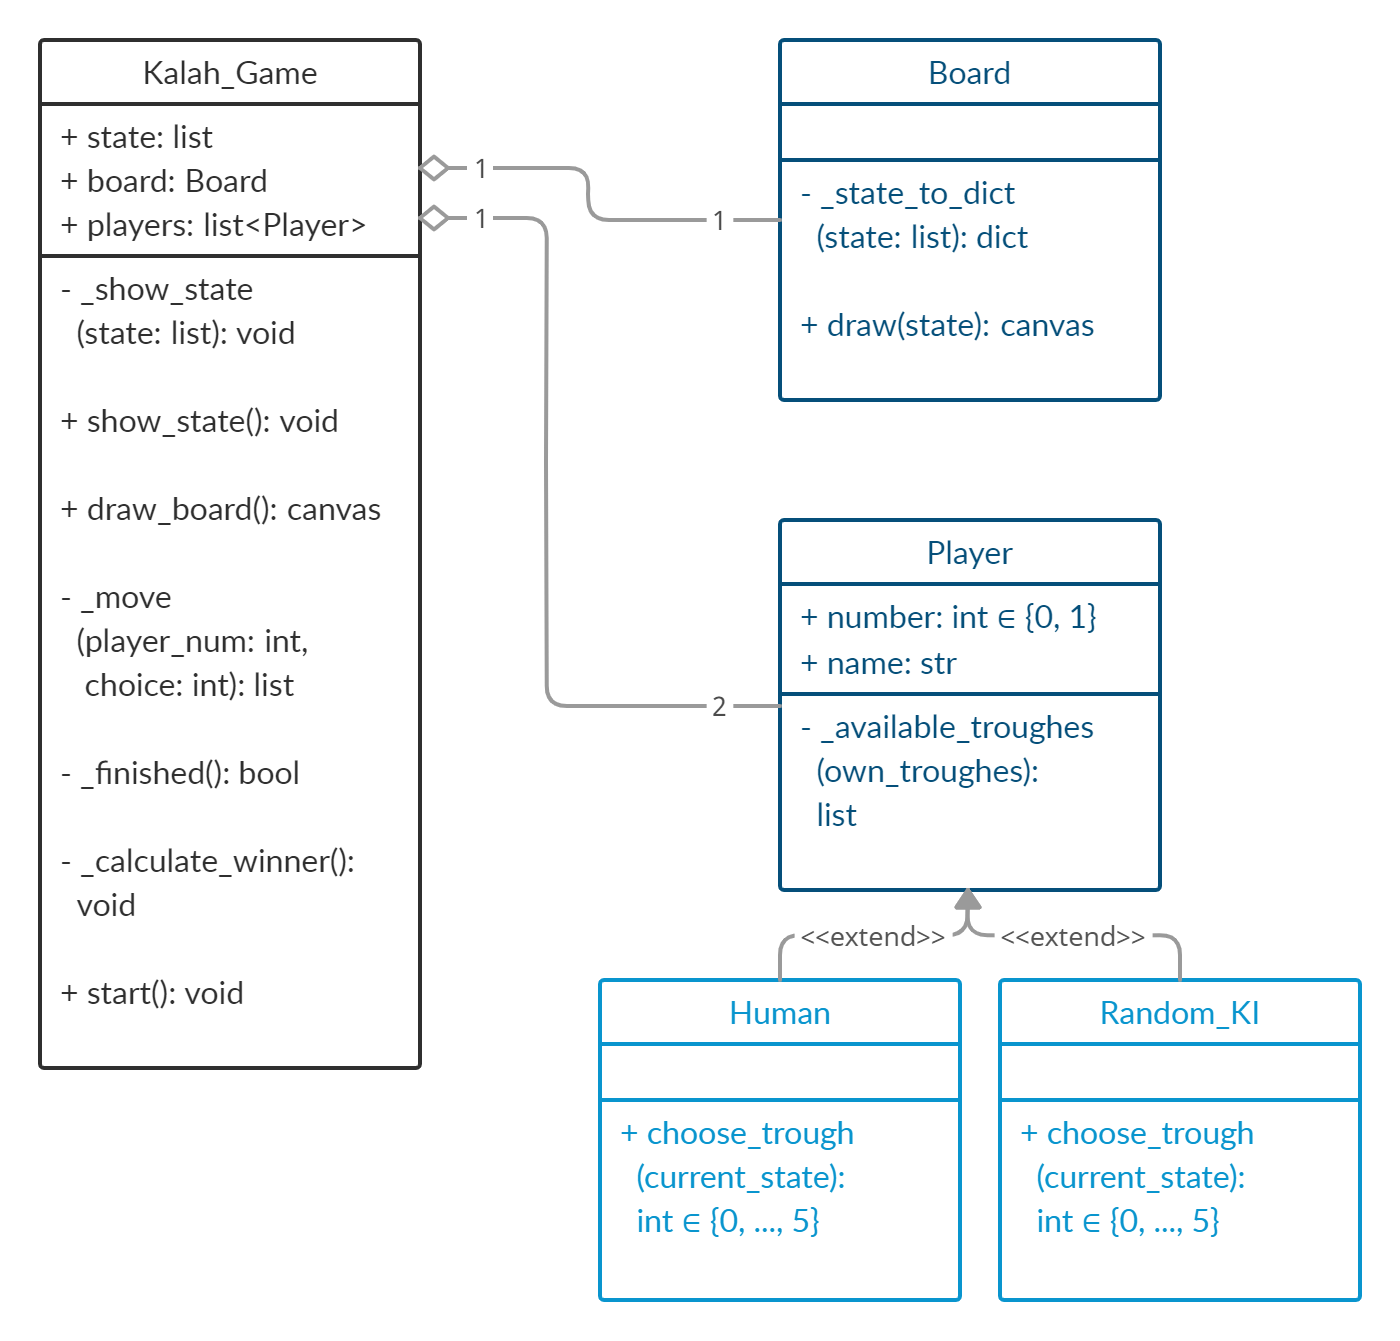 Kalah_Game
+ state: list
+ board: Board
+ players: list<Player>
- _show_state
(state: list): void
+ show_state(): void
+ draw_board(): canvas
- _move
(player_num: int,
choice: int): list
- _finished(): bool
- _calculate_winner():
void
+ start(): void
1
1
1
2
Board
- _state_to_dict
(state: list): dict
+ draw(state): canvas
Player
+ number: int ∈ {0, 1}
+ name: str
- _available_troughes
(own_troughes):
list
<<extend>>
<<extend>>
Human
+ choose_trough
(current_state):
int ∈ {0, ..., 5}
Random_KI
+ choose_trough
(current_state):
int ∈ {0, ..., 5}